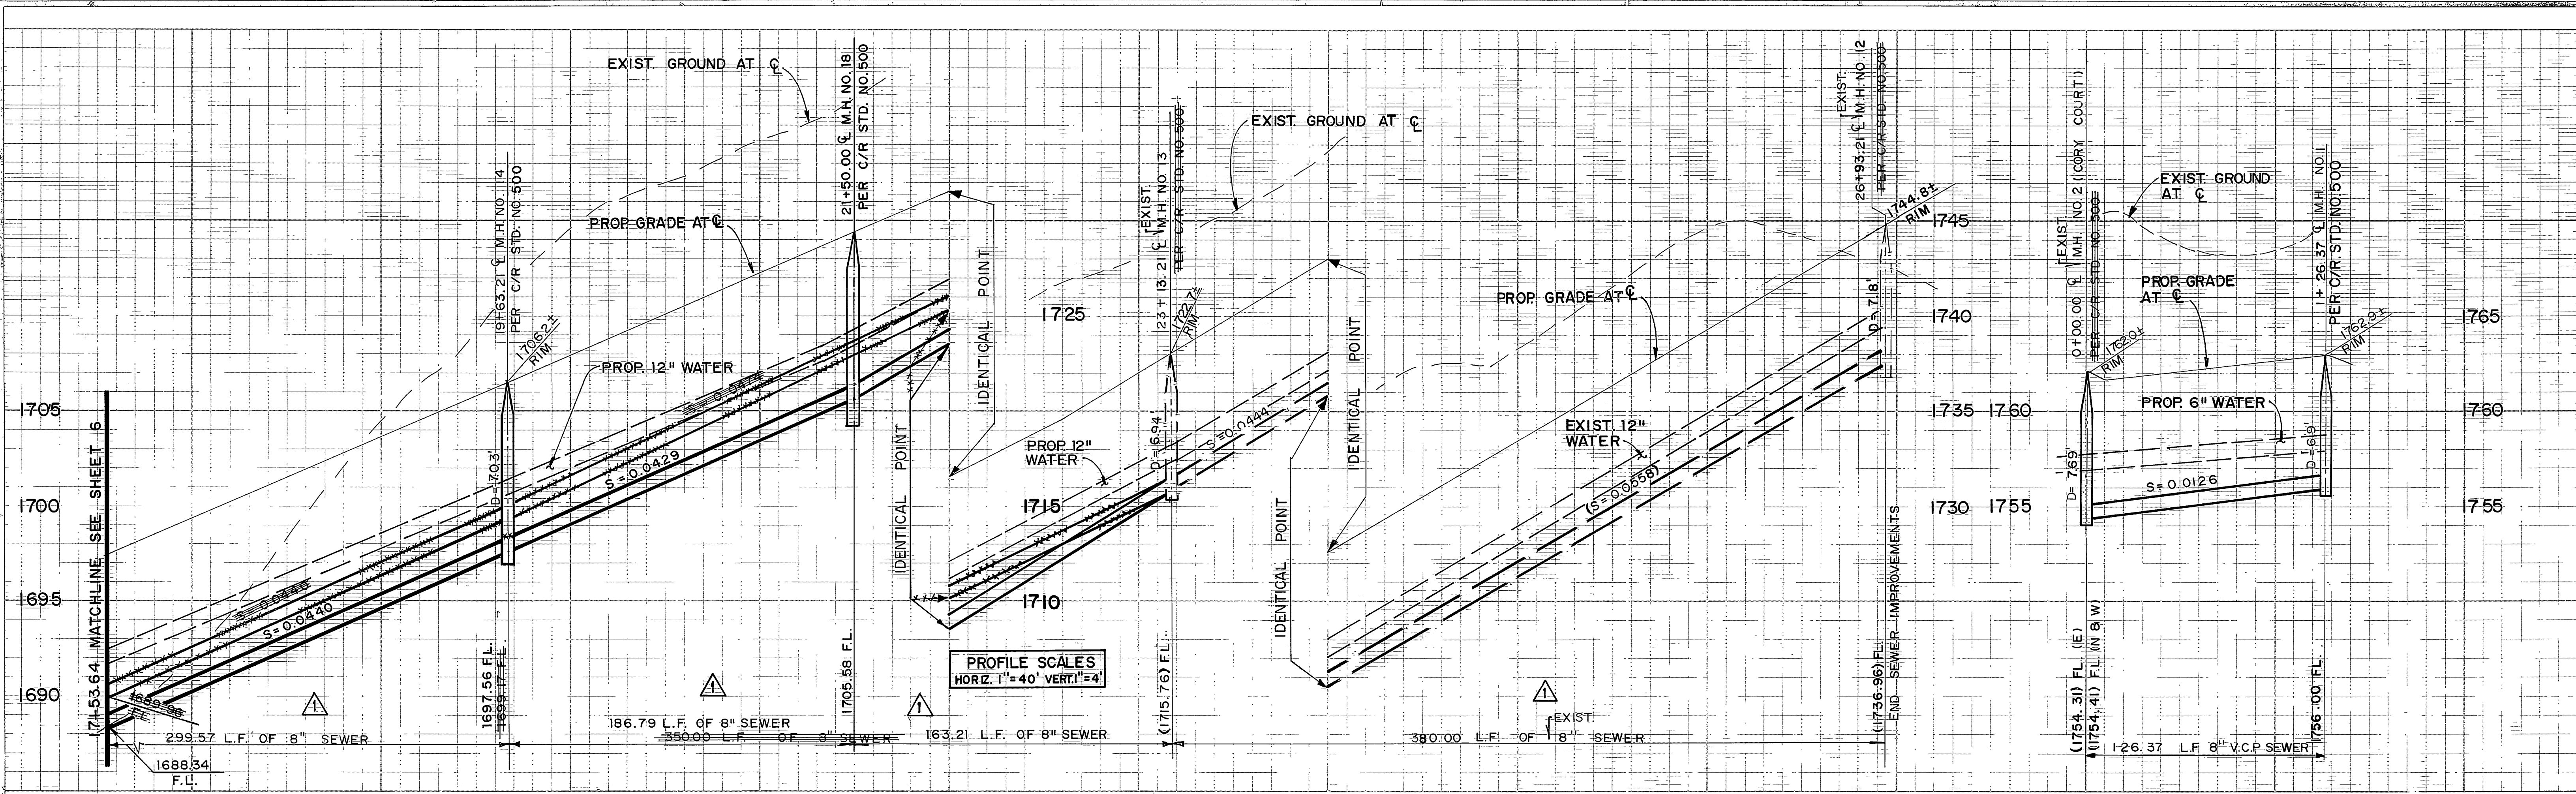 EXIST. GROUND AT ℄
21+50.00 ℄ M.H. NO. 18
PER C/R STD. NO. 500
19+63.21 ℄ M.H. NO. 14
PER C/R STD. NO. 500
1706.2±
RIM
PROP. GRADE AT ℄
PROP. 12" WATER
S = 0.0474
S = 0.0429
D=7.03'
1705
1700
1695
1690
17+53.64 MATCHLINE SEE SHEET 6
S = 0.0440
S = 0.0440
1689.96
F.L.
299.57 L.F. OF 8" SEWER
1688.34
F.L.
1697.56 F.L.
1699.17 F.L.
186.79 L.F. OF 8" SEWER
350.00 L.F. OF 8" SEWER
1705.58 F.L.
163.21 L.F. OF 8" SEWER
1
1
1
1
IDENTICAL POINT
IDENTICAL POINT
1725
1715
1710
PROP. 12"
WATER
PROFILE SCALES
HORIZ. 1"=40' VERT. 1"=4'
EXIST.
23+13.21 ℄ M.H. NO. 13
PER C/R STD. NO. 500
1722.7±
RIM
EXIST. GROUND AT ℄
D=6.94'
S=0.0444
(1715.76) F.L.
IDENTICAL POINT
IDENTICAL POINT
PROP. GRADE AT ℄
EXIST. 12"
WATER
(S=0.0558)
EXIST.
380.00 L.F. OF 8" SEWER
EXIST.
26+93.21 ℄ M.H. NO. 12
PER C/R STD. NO. 500
1744.8±
RIM
D=7.8'
(1736.96) F.L.
END SEWER IMPROVEMENTS
1745
1740
1735
1730
1760
1755
EXIST.
0+00.00 ℄ M.H. NO. 2 (CORY COURT)
PER C/R STD. NO. 500
1762.0±
RIM
EXIST. GROUND
AT ℄
PROP. GRADE
AT ℄
PROP. 6" WATER
D=7.69'
S=0.0126
D=6.9'
1+26.37 ℄ M.H. NO. 1
PER C/R STD. NO. 500
1762.9±
RIM
1765
1760
1755
(1754.31) F.L. (E)
(1754.41) F.L. (N & W)
126.37 L.F. 8" V.C.P SEWER
1756.00 F.L.